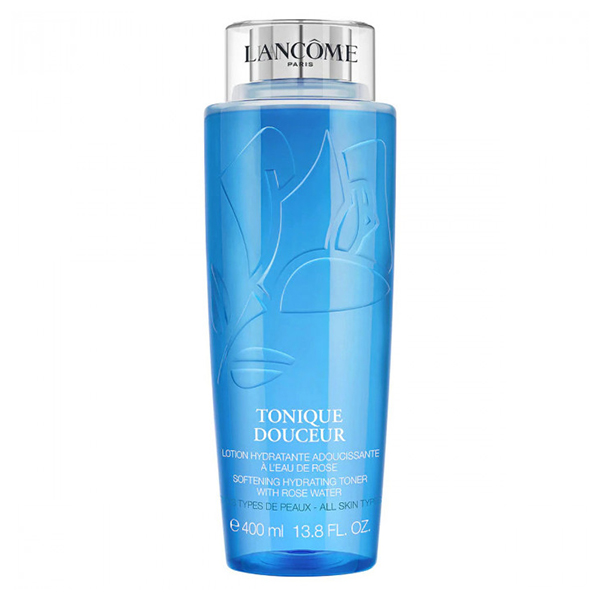 LANCÔME
PARIS
TONIQUE
DOUCEUR
LOTION HYDRATANTE ADOUCISSANTE
À L'EAU DE ROSE
SOFTENING HYDRATING TONER
WITH ROSE WATER
TYPES DE PEAUX - ALL SKIN
℮ 400 ml 13.8 FL. OZ.